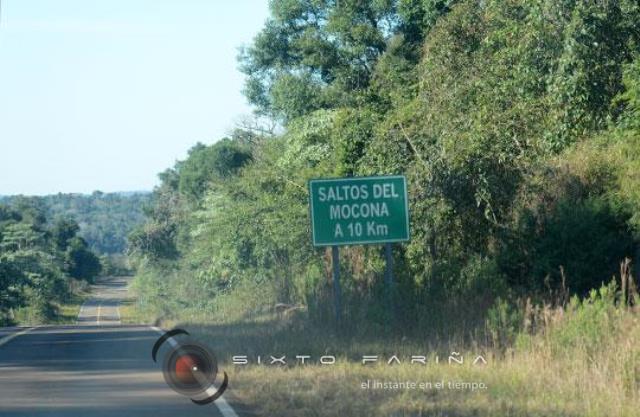 SALTOS DEL
MOCONA
A 10 Km
SIXTO FARIÑA
el instante en el tiempo.